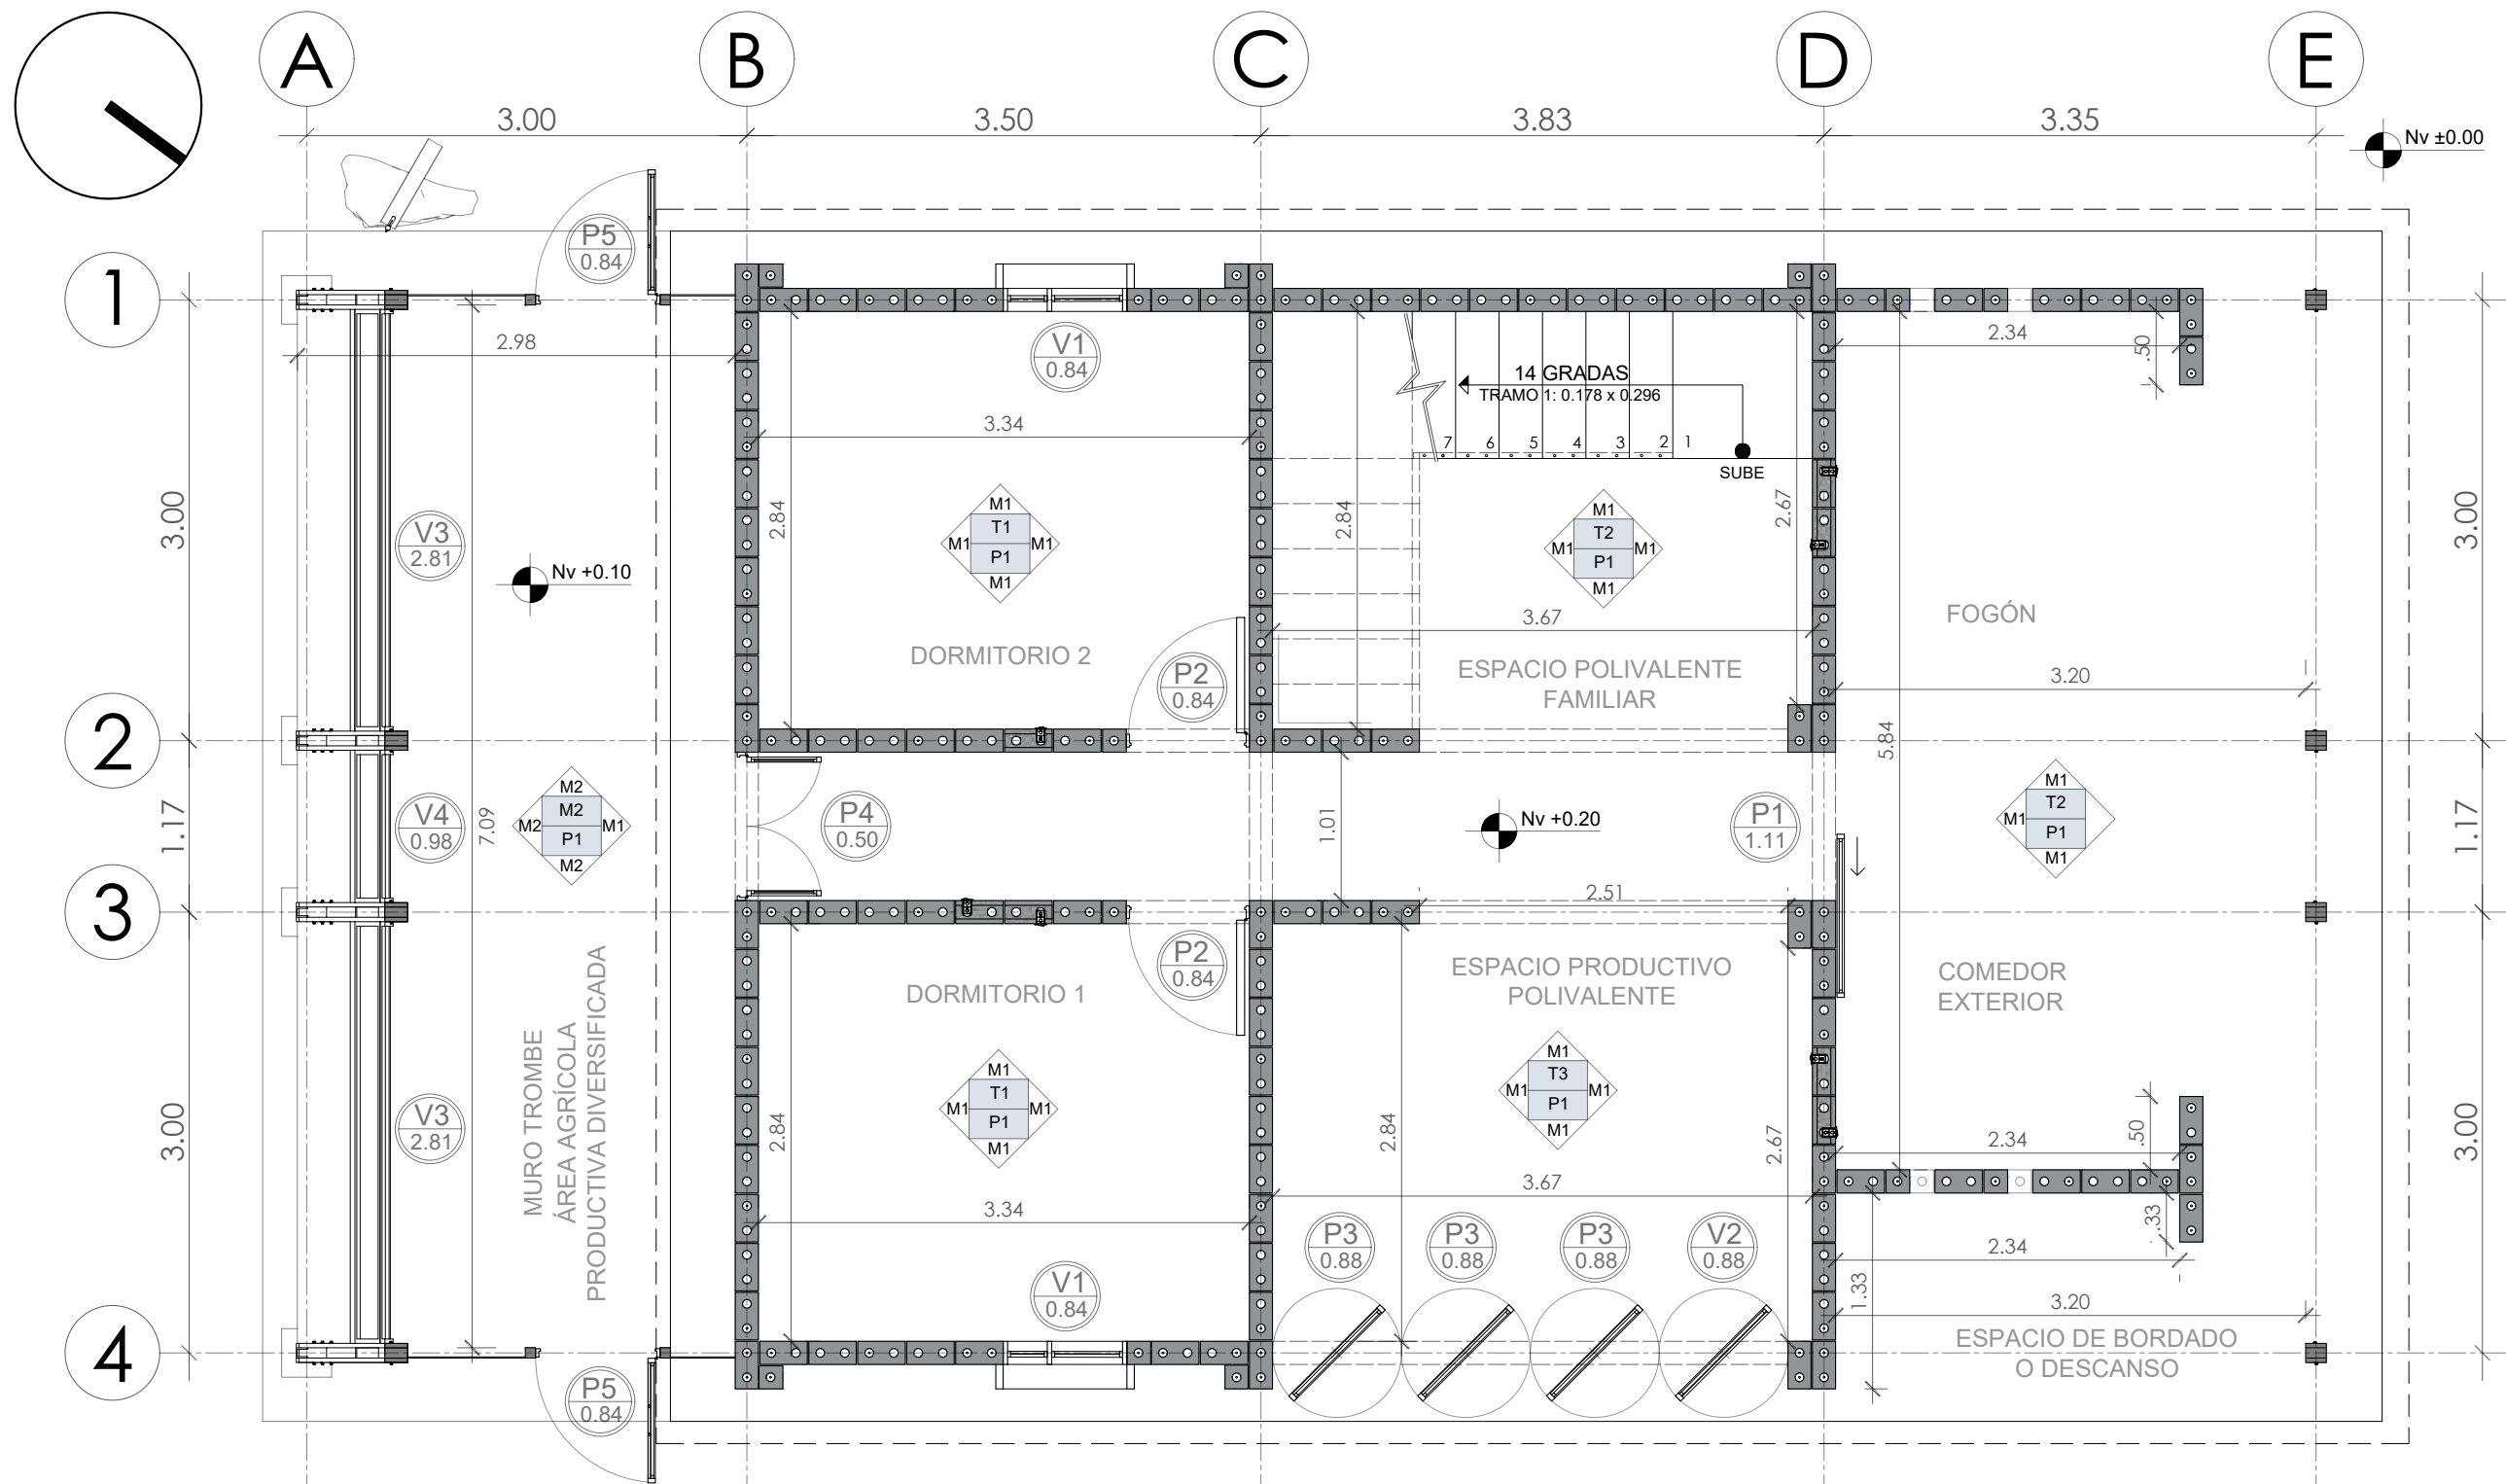 A
B
C
D
E
3.00
3.50
3.83
3.35
Nv ±0.00
P5
0.84
1
2.98
V1
0.84
14 GRADAS
TRAMO 1: 0.178 x 0.296
7
6
5
4
3
2
1
SUBE
2.34
.50
3.34
3.00
V3
2.81
Nv +0.10
2.84
M1
T1
M1
M1
P1
M1
2.84
M1
T2
M1
M1
P1
M1
2.67
3.00
FOGÓN
3.67
DORMITORIO 2
P2
0.84
ESPACIO POLIVALENTE
FAMILIAR
3.20
2
5.84
1.17
V4
0.98
7.09
M2
M2
M2
M1
P1
M2
P4
0.50
1.01
Nv +0.20
P1
1.11
M1
T2
M1
P1
M1
1.17
3
2.51
P2
0.84
DORMITORIO 1
ESPACIO PRODUCTIVO
POLIVALENTE
COMEDOR
EXTERIOR
MURO TROMBE
ÁREA AGRÍCOLA
PRODUCTIVA DIVERSIFICADA
3.00
V3
2.81
2.84
M1
T1
M1
M1
P1
M1
2.84
M1
T3
M1
M1
P1
M1
2.67
.50
2.34
3.00
3.67
3.34
.33
P3
0.88
P3
0.88
P3
0.88
V2
0.88
2.34
V1
0.84
1.33
3.20
4
ESPACIO DE BORDADO
O DESCANSO
P5
0.84